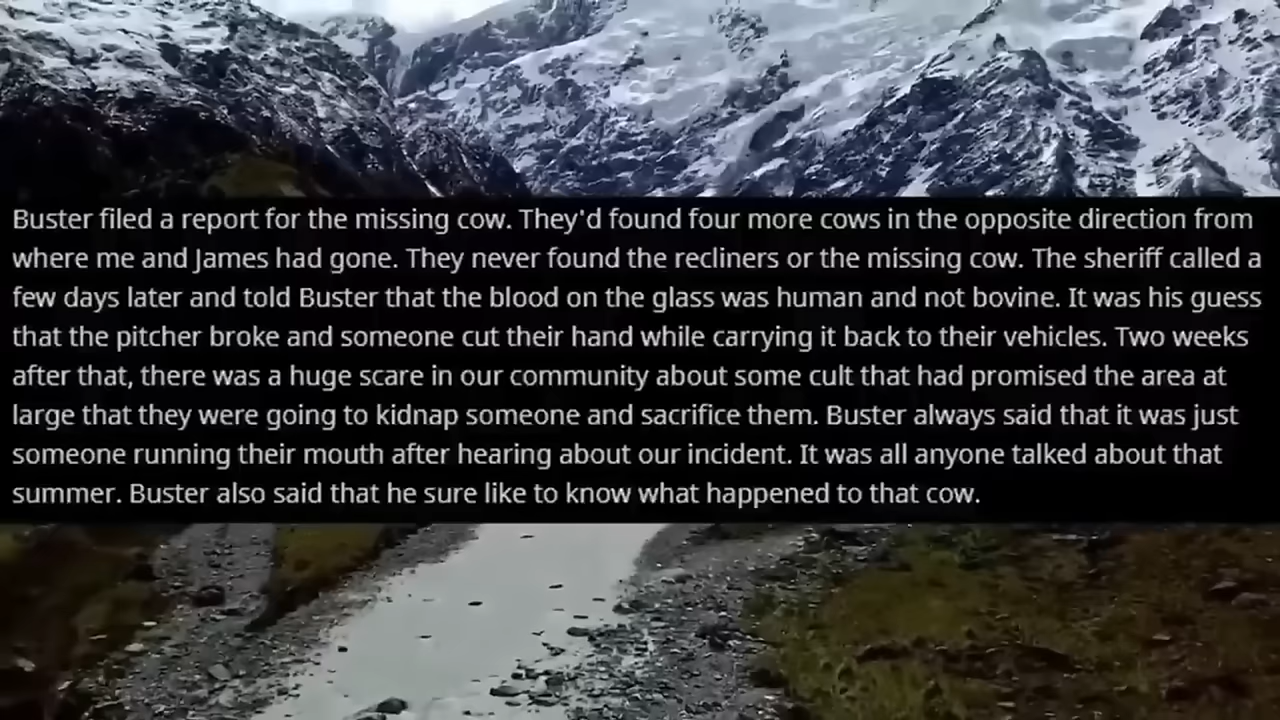 Buster filed a report for the missing cow. They'd found four more cows in the opposite direction from
where me and James had gone. They never found the recliners or the missing cow. The sheriff called a
few days later and told Buster that the blood on the glass was human and not bovine. It was his guess
that the pitcher broke and someone cut their hand while carrying it back to their vehicles. Two weeks
after that, there was a huge scare in our community about some cult that had promised the area at
large that they were going to kidnap someone and sacrifice them. Buster always said that it was just
someone running their mouth after hearing about our incident. It was all anyone talked about that
summer. Buster also said that he sure like to know what happened to that cow.